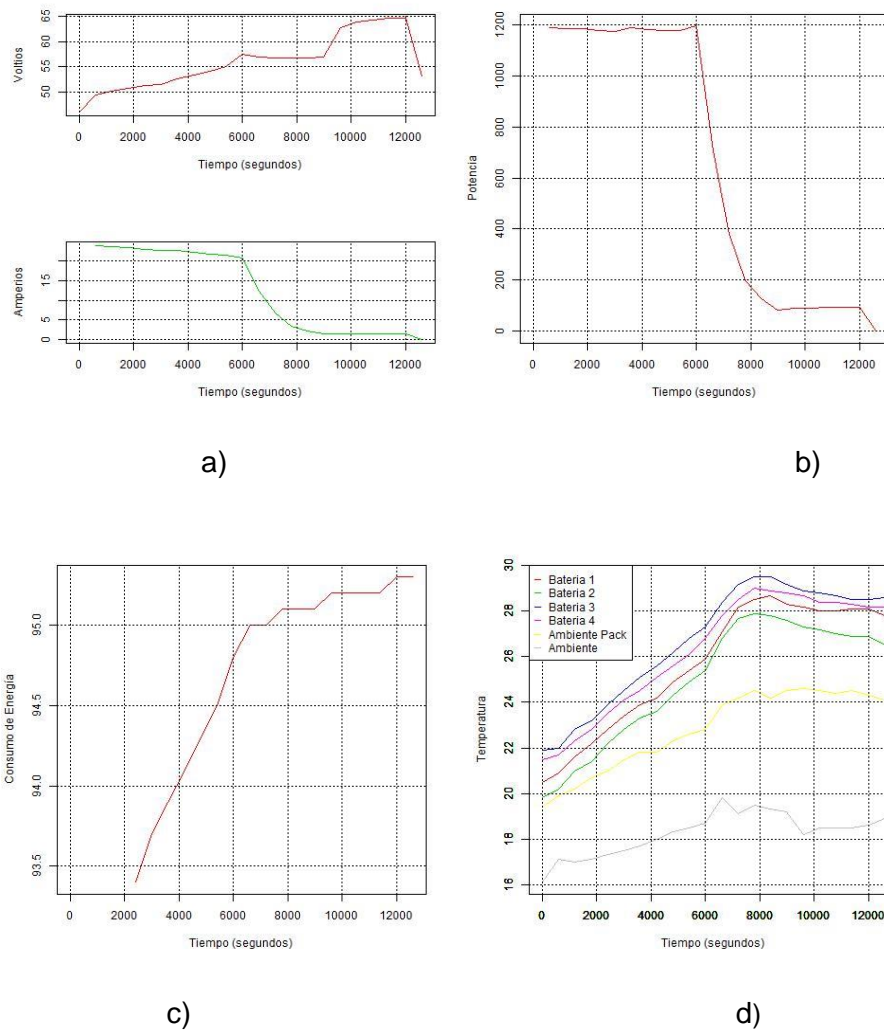 Voltios
50 55 60 65
0 2000 4000 6000 8000 10000 12000
Tiempo (segundos)
Amperios
0 5 15
0 2000 4000 6000 8000 10000 12000
Tiempo (segundos)
a)
Potencia
0 200 400 600 800 1000 1200
0 2000 4000 6000 8000 10000 12000
Tiempo (segundos)
b)
Consumo de Energía
93.5 94.0 94.5 95.0
0 2000 4000 6000 8000 10000 12000
Tiempo (segundos)
c)
Temperatura
16 18 20 22 24 26 28 30
Bateria 1
Bateria 2
Bateria 3
Bateria 4
Ambiente Pack
Ambiente
0 2000 4000 6000 8000 10000 12000
Tiempo (segundos)
d)